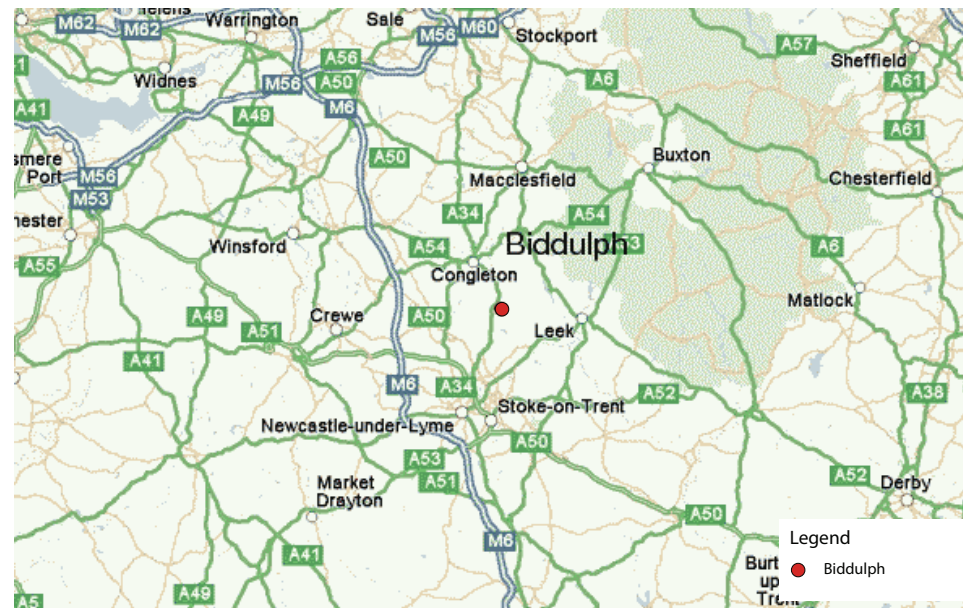 Warrington
Sale
M60
M62
M62
M56
Stockport
A57
Sheffield
A56
A50
Widnes
M56
A6
A61
A41
A49
M6
A61
A50
Buxton
Port
M56
Macclesfield
Chesterfield
M53
A34
A54
Winsford
A54
Biddulph
A6
A55
Congleton
Matlock
A49
Crewe
A50
A51
Leek
A41
M6
A34
A52
A38
Stoke-on-Trent
Newcastle-under-Lyme
A50
A53
A51
A52
Market
Drayton
Derby
A50
M6
A41
Legend
Biddulph
A49
A5